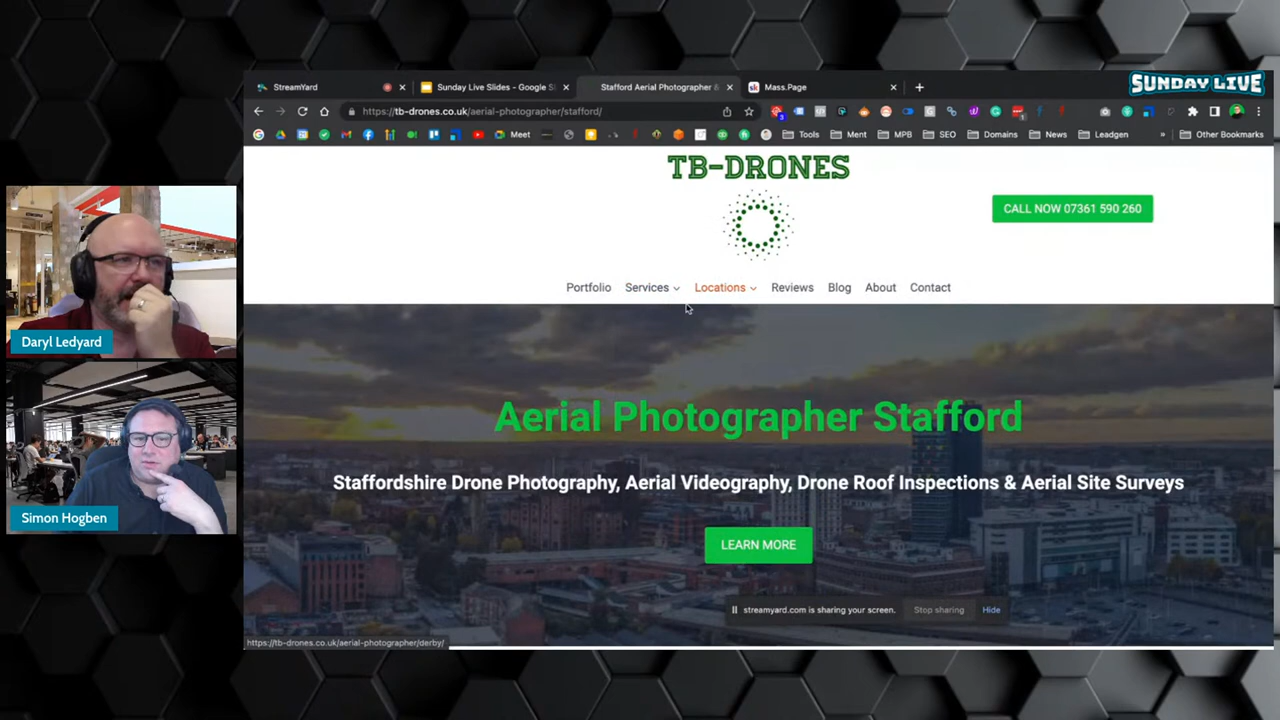 StreamYard
Sunday Live Slides - Google Sl
Stafford Aerial Photographer &
Mass.Page
SUNDAY LIVE
https://tb-drones.co.uk/aerial-photographer/stafford/
Meet
Tools
Ment
MPB
SEO
Domains
News
Leadgen
»
Other Bookmarks
TB-DRONES
CALL NOW 07361 590 260
Portfolio
Services
Locations
Reviews
Blog
About
Contact
Aerial Photographer Stafford
Staffordshire Drone Photography, Aerial Videography, Drone Roof Inspections & Aerial Site Surveys
LEARN MORE
streamyard.com is sharing your screen.
Stop sharing
Hide
https://tb-drones.co.uk/aerial-photographer/derby/
Daryl Ledyard
Simon Hogben